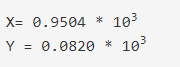 X= 0.9504 * 10³
Y = 0.0820 * 10³